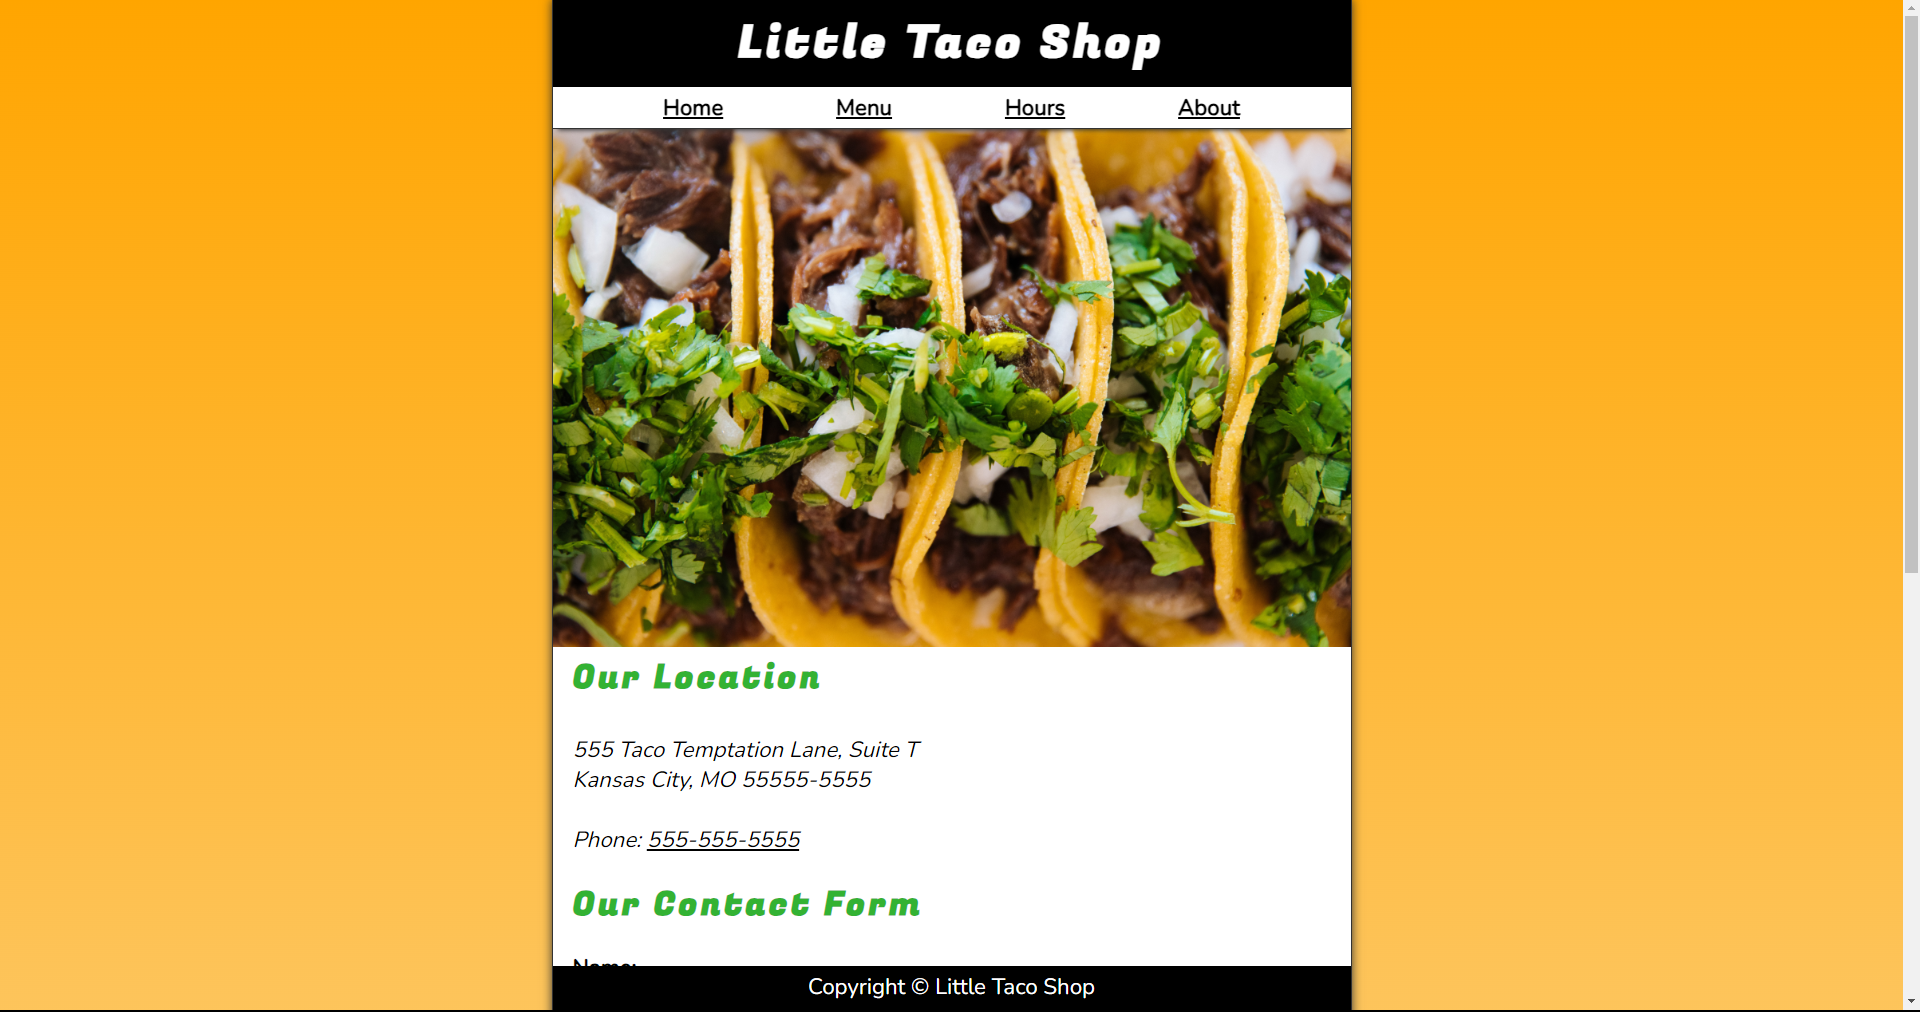 Little Taco Shop
Home Menu Hours About
Our Location
555 Taco Temptation Lane, Suite T
Kansas City, MO 55555-5555
Phone: 555-555-5555
Our Contact Form
Name:
Copyright © Little Taco Shop